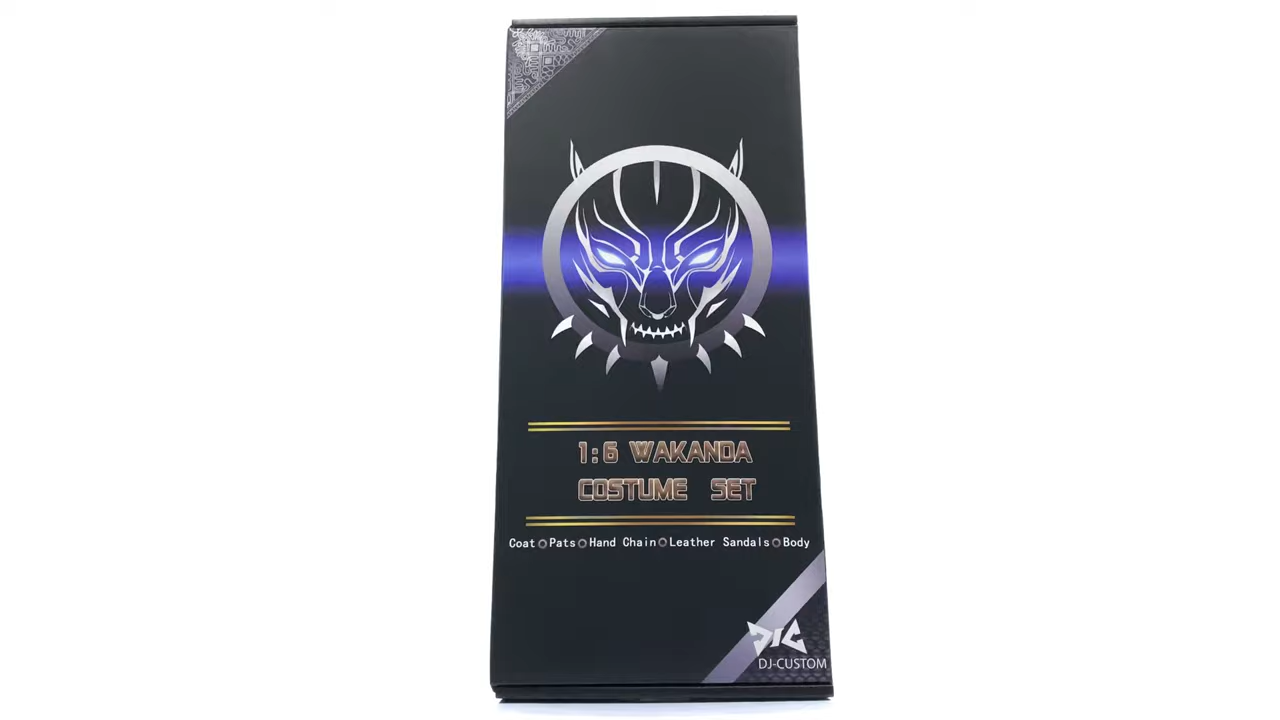 1:6 WAKANDA
COSTUME SET
Coat Pats Hand Chain Leather Sandals Body
DJ-CUSTOM